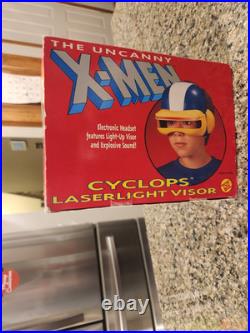 THE UNCANNY
X-MEN
Electronic Headset
features Light-Up Visor
and Explosive Sound!
CYCLOPS
LASERLIGHT VISOR